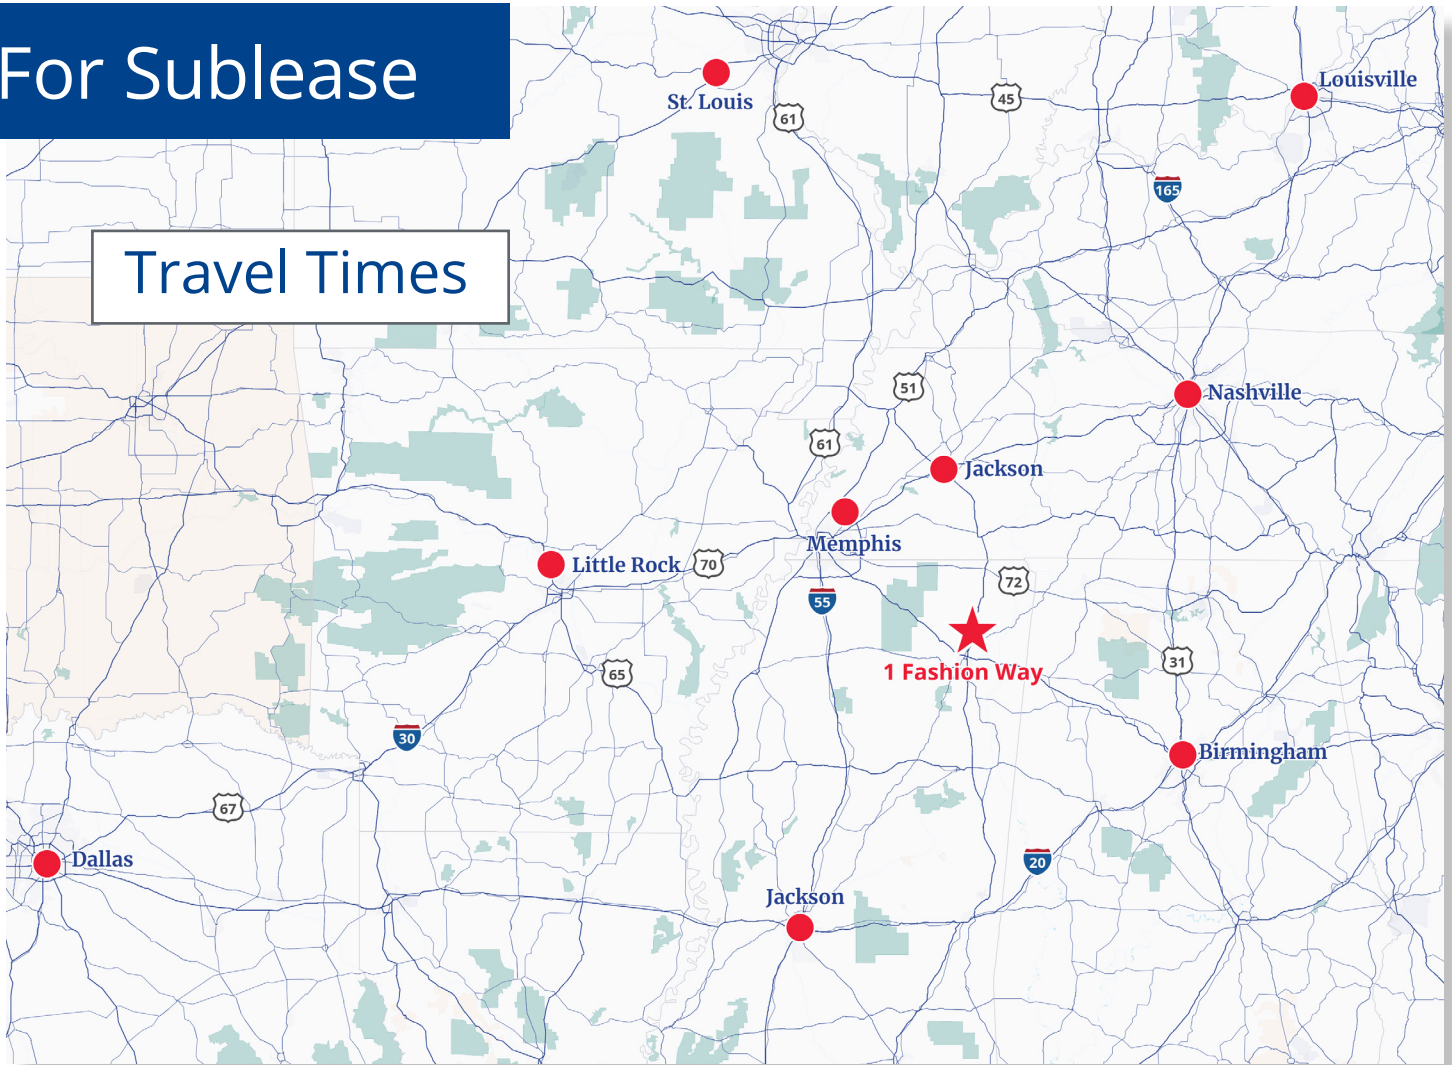 For Sublease
Travel Times
St. Louis
61
45
Louisville
165
51
Nashville
61
Jackson
Memphis
Little Rock
70
55
72
1 Fashion Way
65
31
30
Birmingham
67
Dallas
20
Jackson